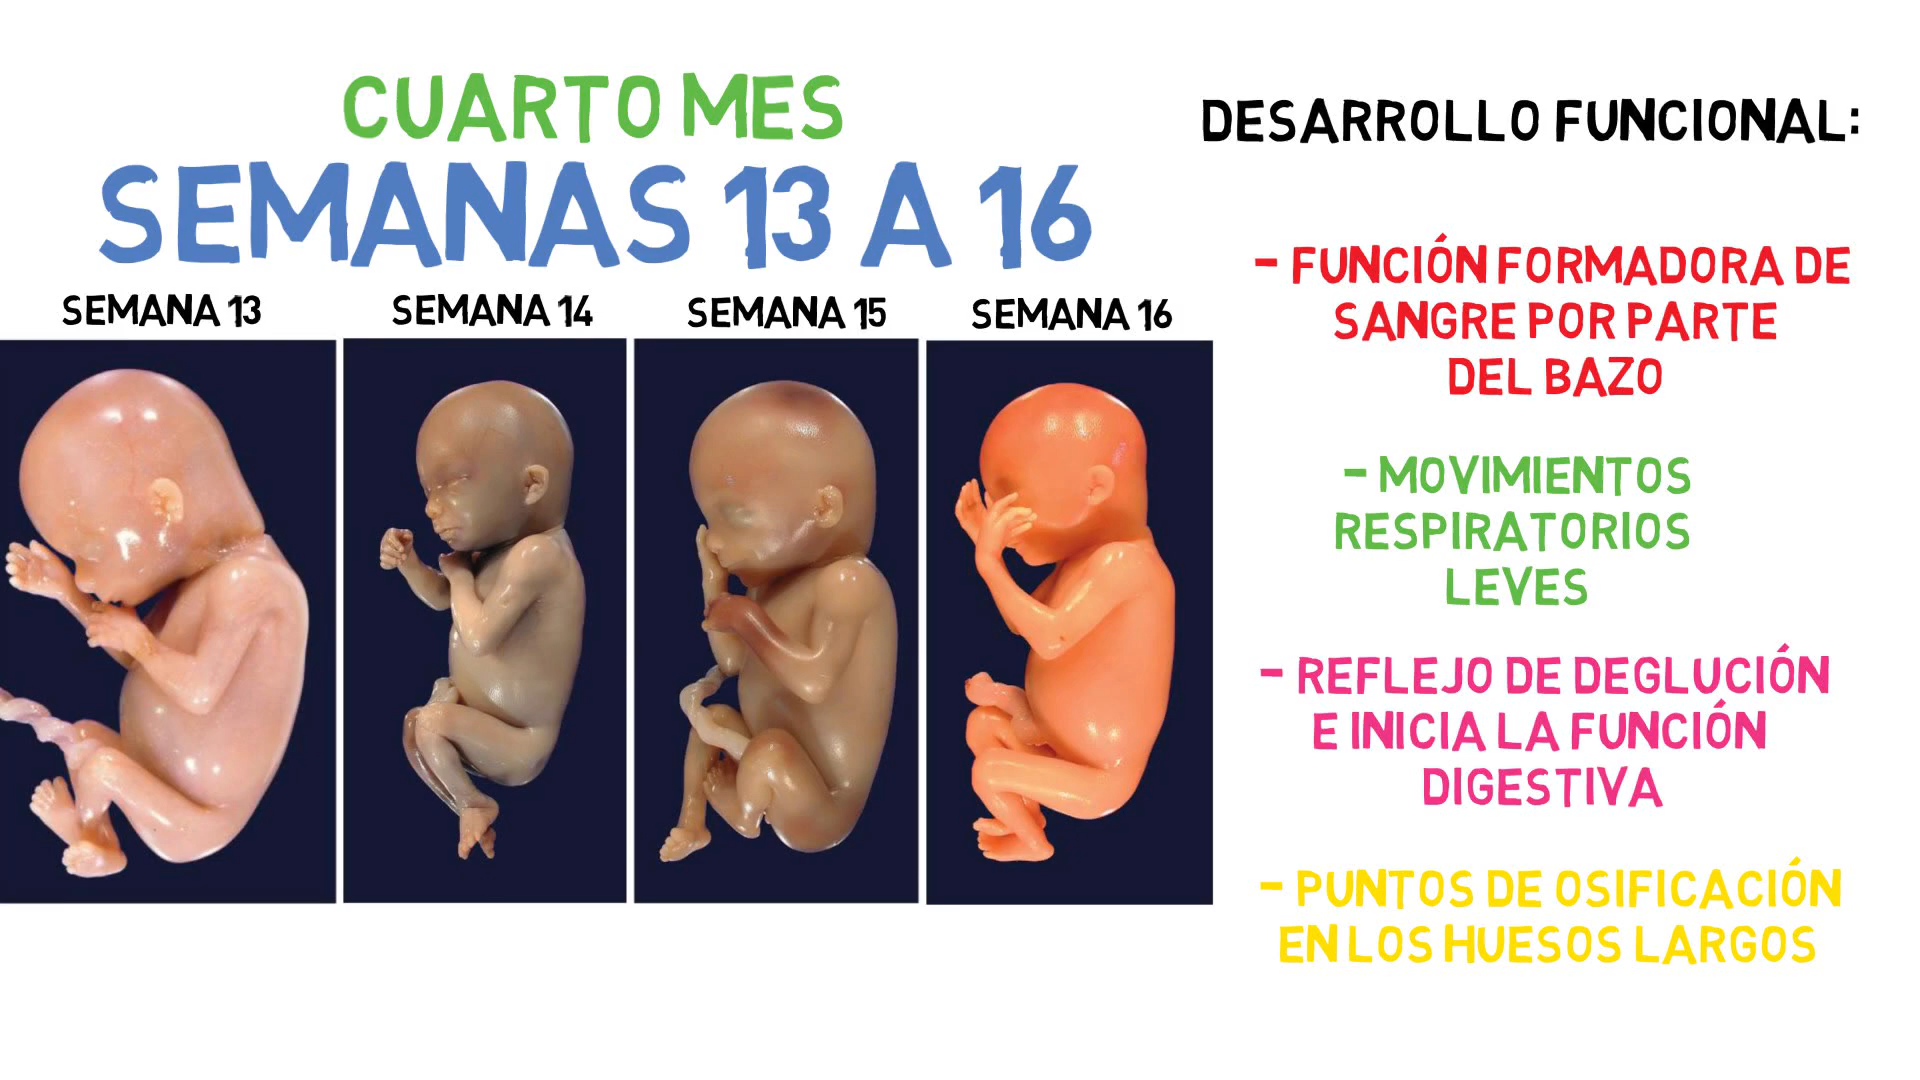 CUARTO MES
SEMANAS 13 A 16
SEMANA 13
SEMANA 14
SEMANA 15
SEMANA 16
DESARROLLO FUNCIONAL:
- FUNCIÓN FORMADORA DE
SANGRE POR PARTE
DEL BAZO
- MOVIMIENTOS
RESPIRATORIOS
LEVES
- REFLEJO DE DEGLUCIÓN
E INICIA LA FUNCIÓN
DIGESTIVA
- PUNTOS DE OSIFICACIÓN
EN LOS HUESOS LARGOS